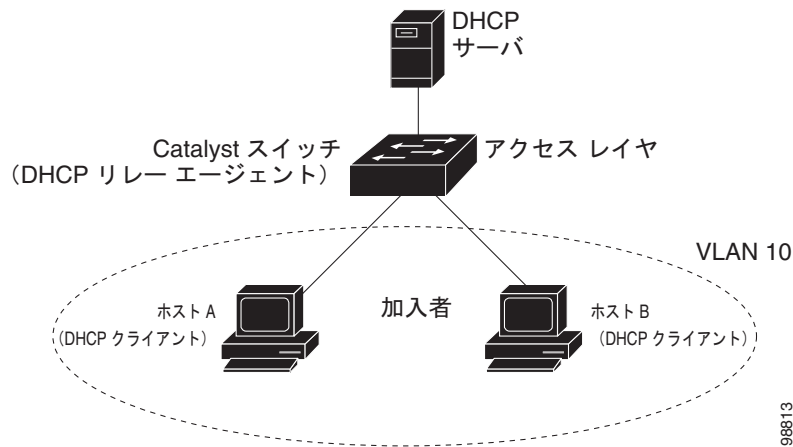 DHCP
サーバ
Catalyst スイッチ
(DHCP リレー エージェント)
アクセス レイヤ
VLAN 10
ホスト A
(DHCP クライアント)
加入者
ホスト B
(DHCP クライアント)
98813